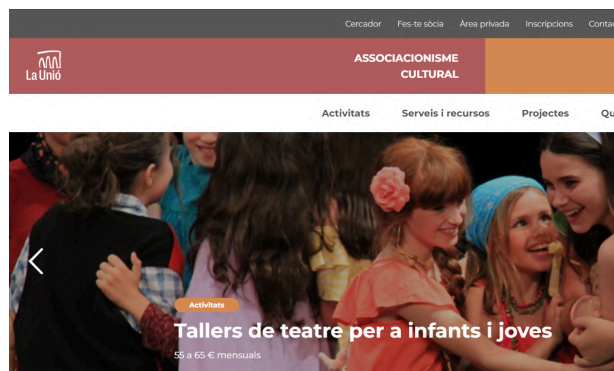 Cercador Fes-te sòcia Àrea privada Inscripcions
La Unió
ASSOCIACIONISME
CULTURAL
Activitats Serveis i recursos Projectes
Activitats
Tallers de teatre per a infants i joves
55 a 65 € mensuals